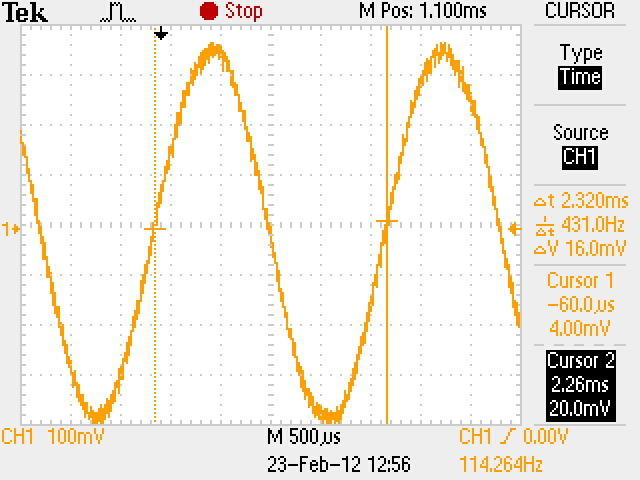 Tek Stop M Pos: 1.100ms CURSOR
Type
Time
Source
CH1
Δt 2.320ms
1/Δt 431.0Hz
ΔV 16.0mV
Cursor 1
-60.0µs
4.00mV
Cursor 2
2.26ms
20.0mV
1
CH1 100mV M 500µs CH1 / 0.00V
23-Feb-12 12:56 114.264Hz